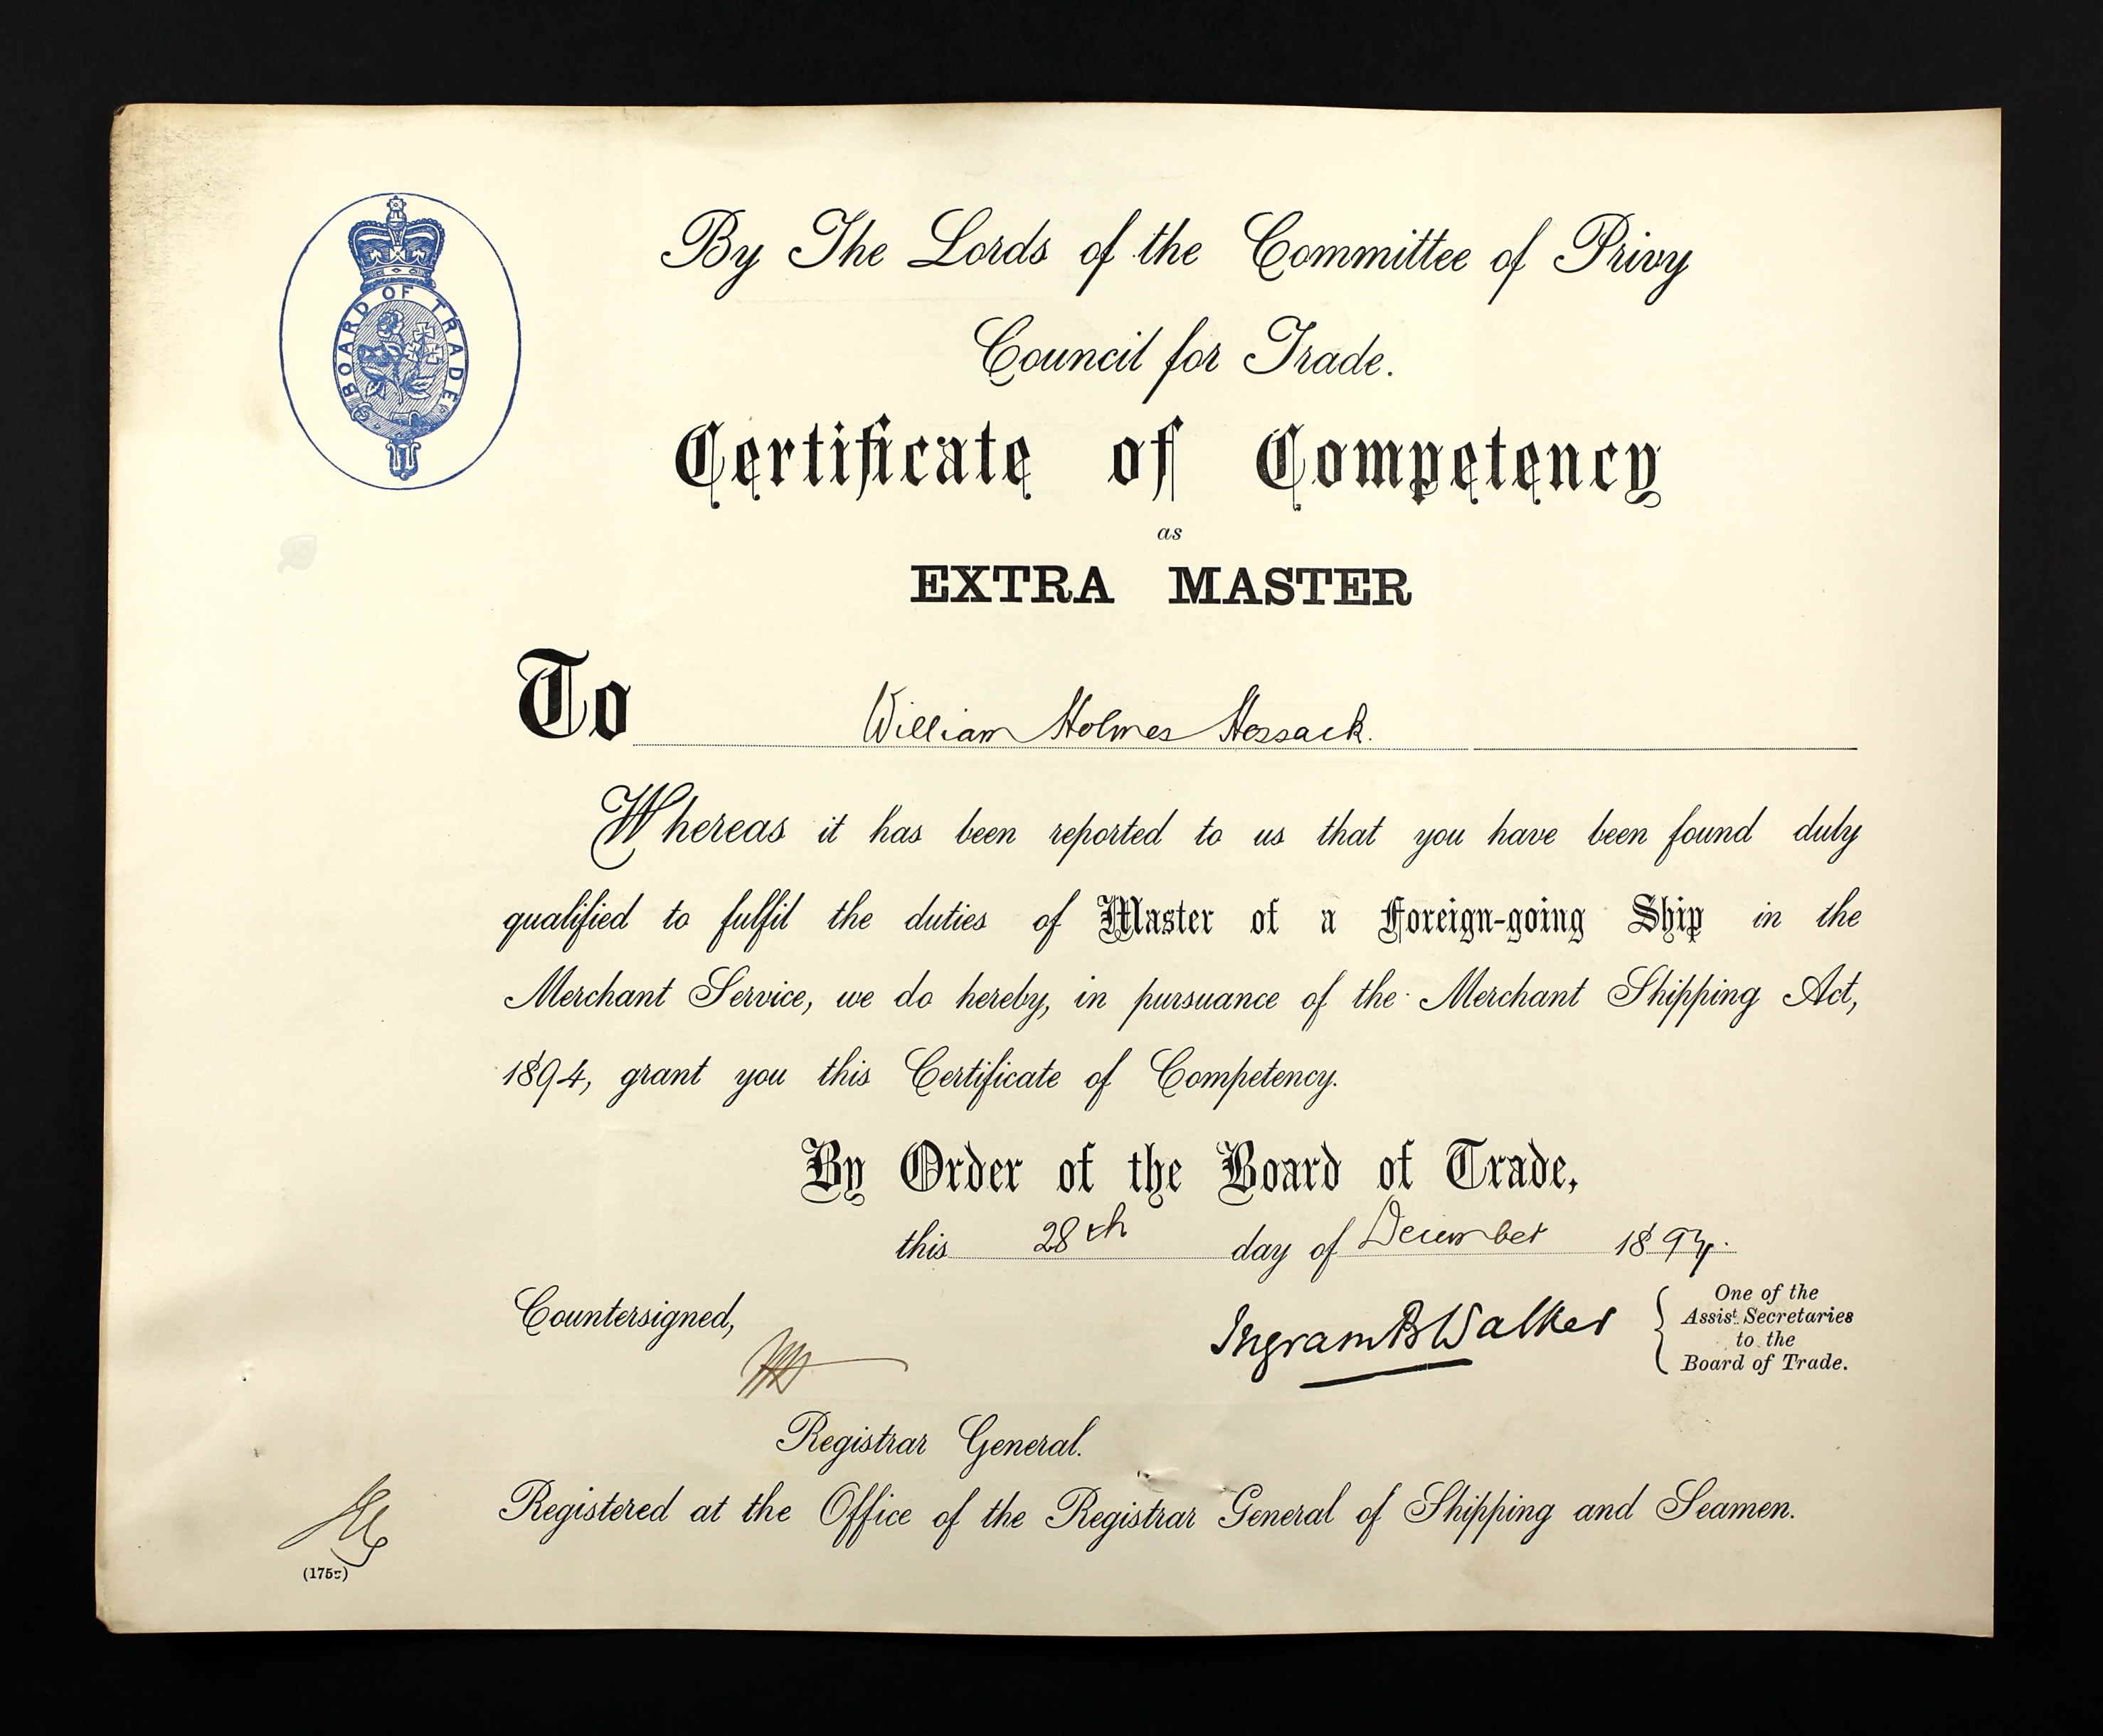 BOARD OF TRADE
By The Lords of the Committee of Privy
Council for Trade.
Certificate of Competency
as
EXTRA MASTER
To William Holmes Hossack.
Whereas it has been reported to us that you have been found duly
qualified to fulfil the duties of Master of a Foreign-going Ship in the
Merchant Service, we do hereby, in pursuance of the Merchant Shipping Act,
1894, grant you this Certificate of Competency.
By Order of the Board of Trade,
this 28th day of December 1897.
Countersigned,
Ingram B Walker
One of the
Assist. Secretaries
to the
Board of Trade.
Registrar General.
Registered at the Office of the Registrar General of Shipping and Seamen.